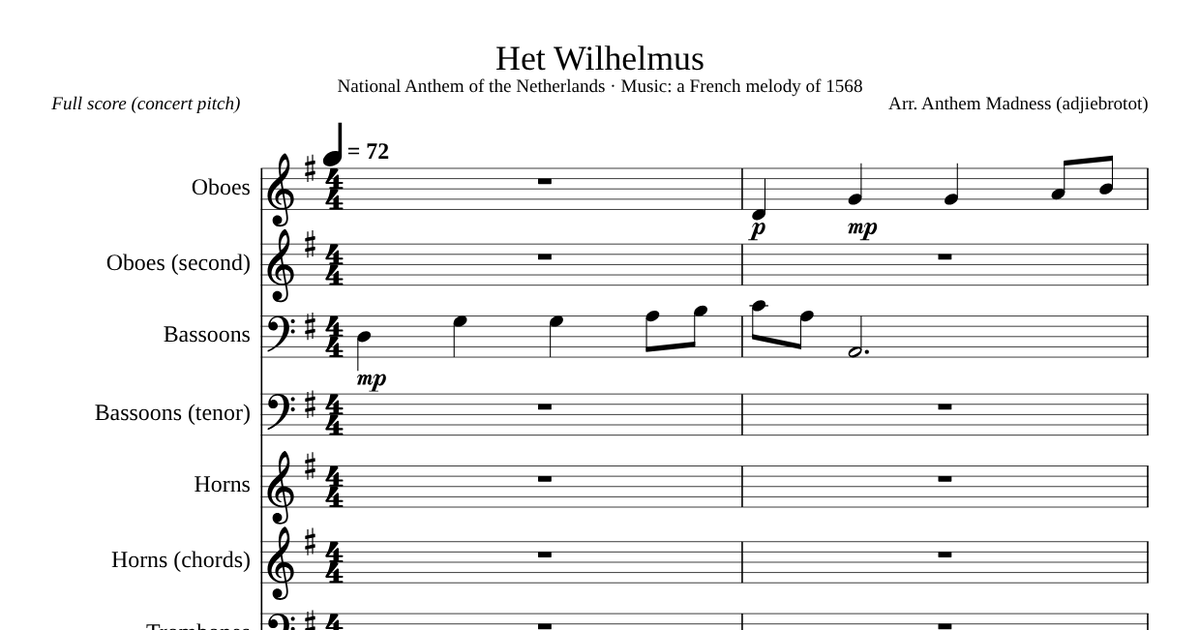 Het Wilhelmus
National Anthem of the Netherlands · Music: a French melody of 1568
Full score (concert pitch)
Arr. Anthem Madness (adjiebrotot)
= 72
Oboes
p mp
Oboes (second)
Bassoons
mp
Bassoons (tenor)
Horns
Horns (chords)
Trombones